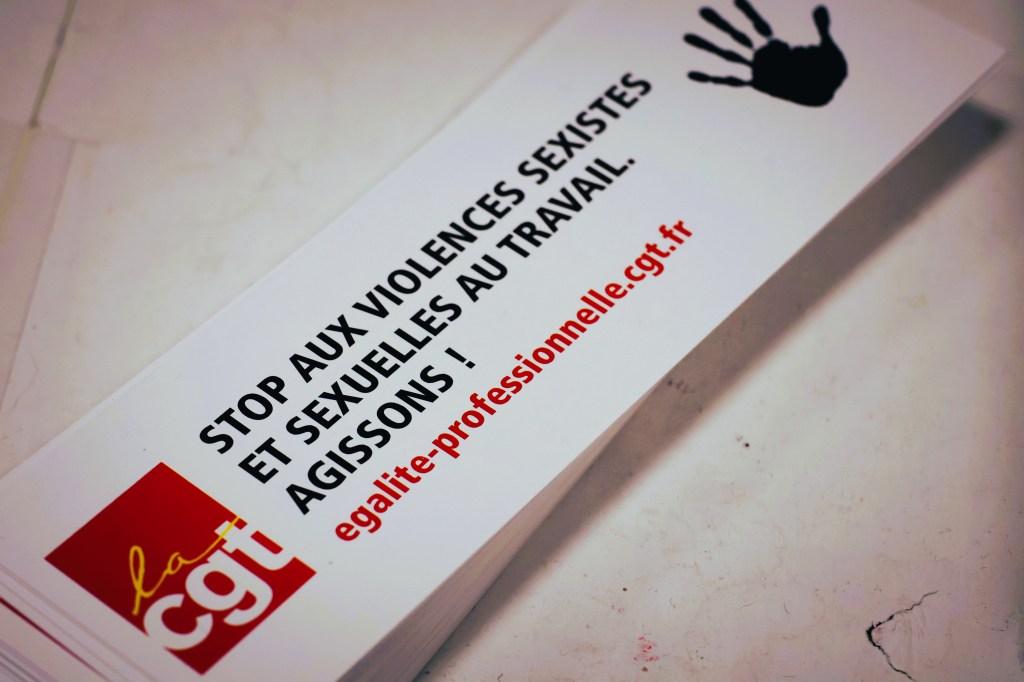 STOP AUX VIOLENCES SEXISTES
ET SEXUELLES AU TRAVAIL.
AGISSONS !
egalite-professionnelle.cgt.fr
la
cgt